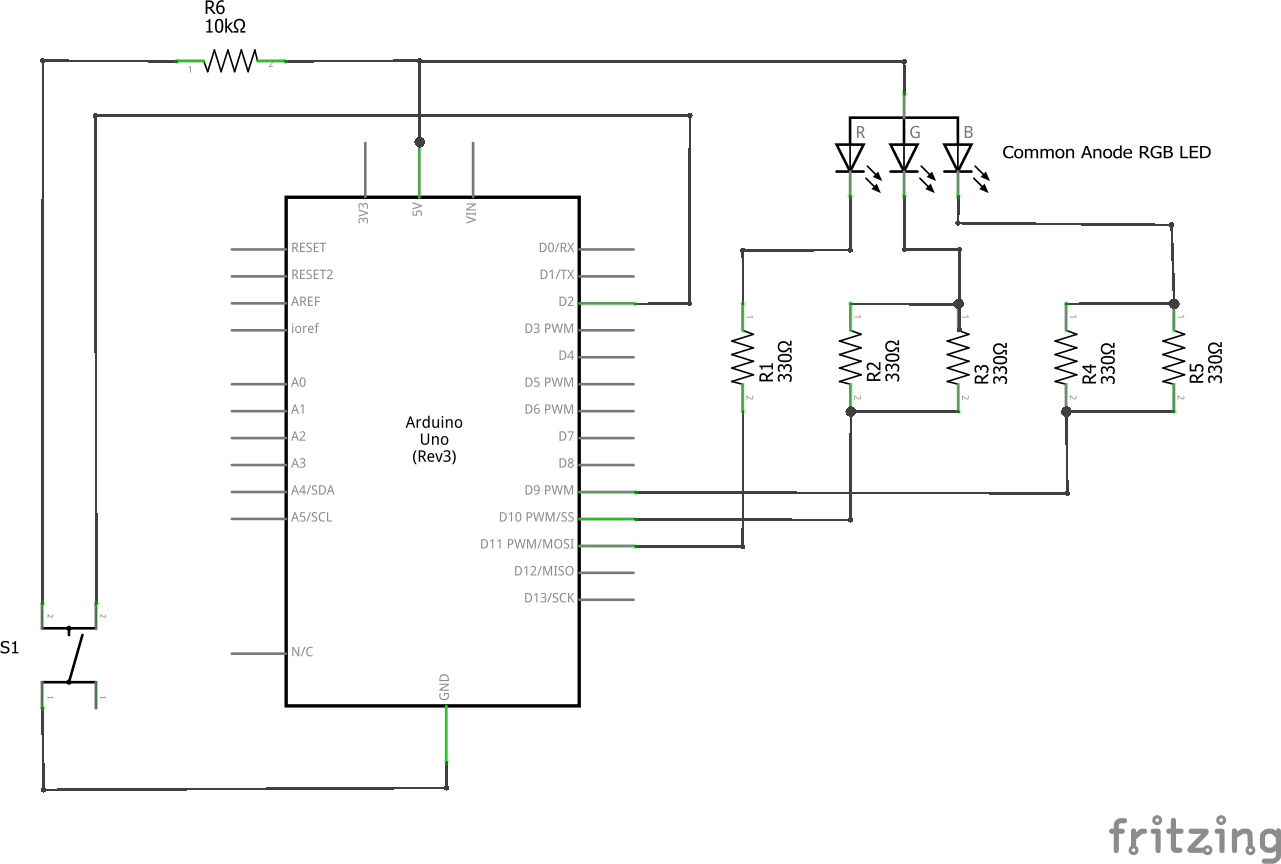 R6
10kΩ
1
2
R
G
B
Common Anode RGB LED
3V3
5V
VIN
RESET
RESET2
AREF
ioref
A0
A1
A2
A3
A4/SDA
A5/SCL
N/C
Arduino
Uno
(Rev3)
D0/RX
D1/TX
D2
D3 PWM
D4
D5 PWM
D6 PWM
D7
D8
D9 PWM
D10 PWM/SS
D11 PWM/MOSI
D12/MISO
D13/SCK
GND
1
2
R1
330Ω
1
2
R2
330Ω
1
2
R3
330Ω
1
2
R4
330Ω
1
2
R5
330Ω
2
2
S1
1
1
fritzing